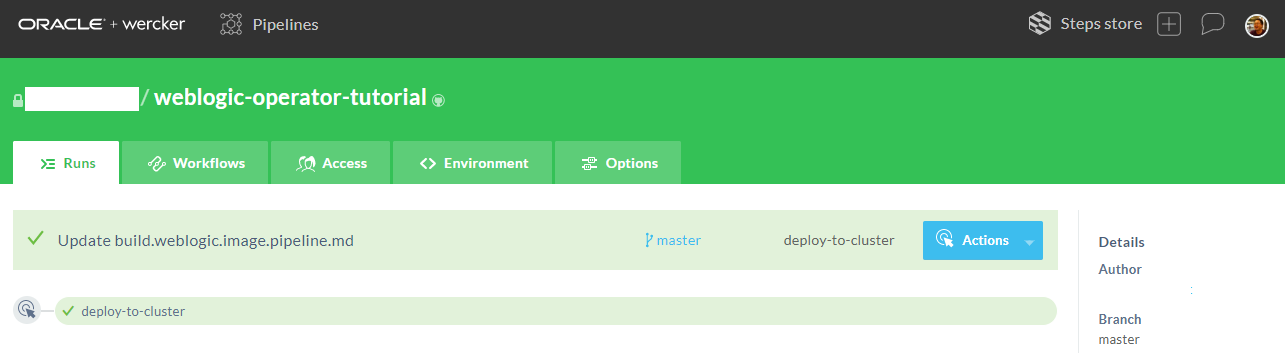 ORACLE + wercker Pipelines Steps store
/ weblogic-operator-tutorial
Runs Workflows Access Environment Options
Update build.weblogic.image.pipeline.md master deploy-to-cluster Actions
Details
Author
:
deploy-to-cluster
Branch
master